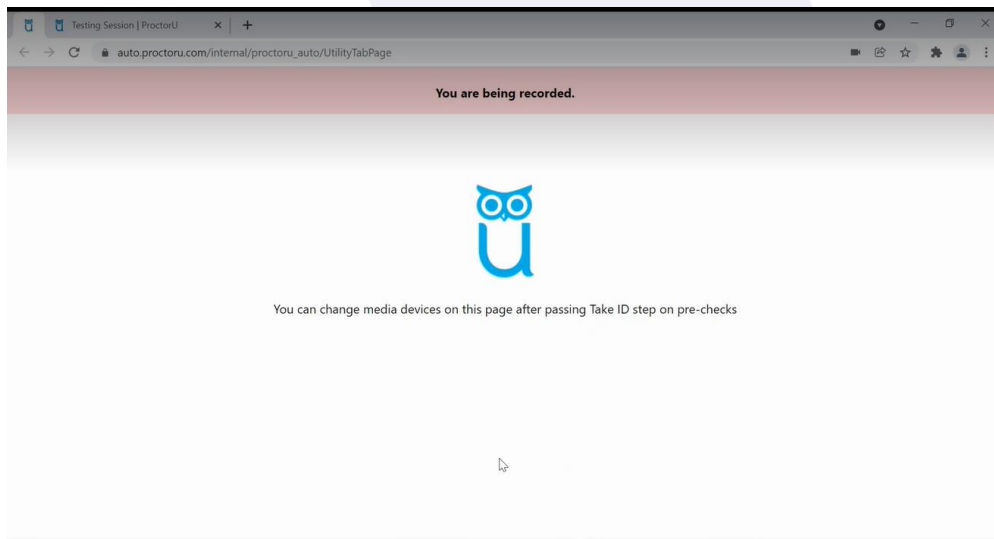 Testing Session | ProctorU
auto.proctoru.com/internal/proctoru_auto/UtilityTabPage
You are being recorded.
You can change media devices on this page after passing Take ID step on pre-checks